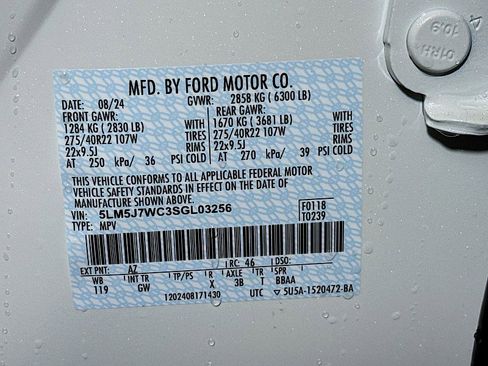 MFD. BY FORD MOTOR CO.
DATE: 08/24 GVWR: 2858 KG (6300 LB)
FRONT GAWR: REAR GAWR:
1284 KG (2830 LB) WITH 1670 KG (3681 LB) WITH
275/40R22 107W TIRES 275/40R22 107W TIRES
22x9.5J RIMS 22x9.5J RIMS
AT 250 kPa/ 36 PSI COLD AT 270 kPa/ 39 PSI COLD
THIS VEHICLE CONFORMS TO ALL APPLICABLE FEDERAL MOTOR
VEHICLE SAFETY STANDARDS IN EFFECT ON THE DATE OF
MANUFACTURE SHOWN ABOVE.
VIN: 5LM5J7WC3SGL03256 F0118
TYPE: MPV T0239
EXT PNT: AZ RC: 46 DSO:
WB INT TR TP/PS R AXLE TR SPR
119 GW X 3B T BBAA
1202408171430 UTC 5U5A-1520472-BA
01RH
10.9